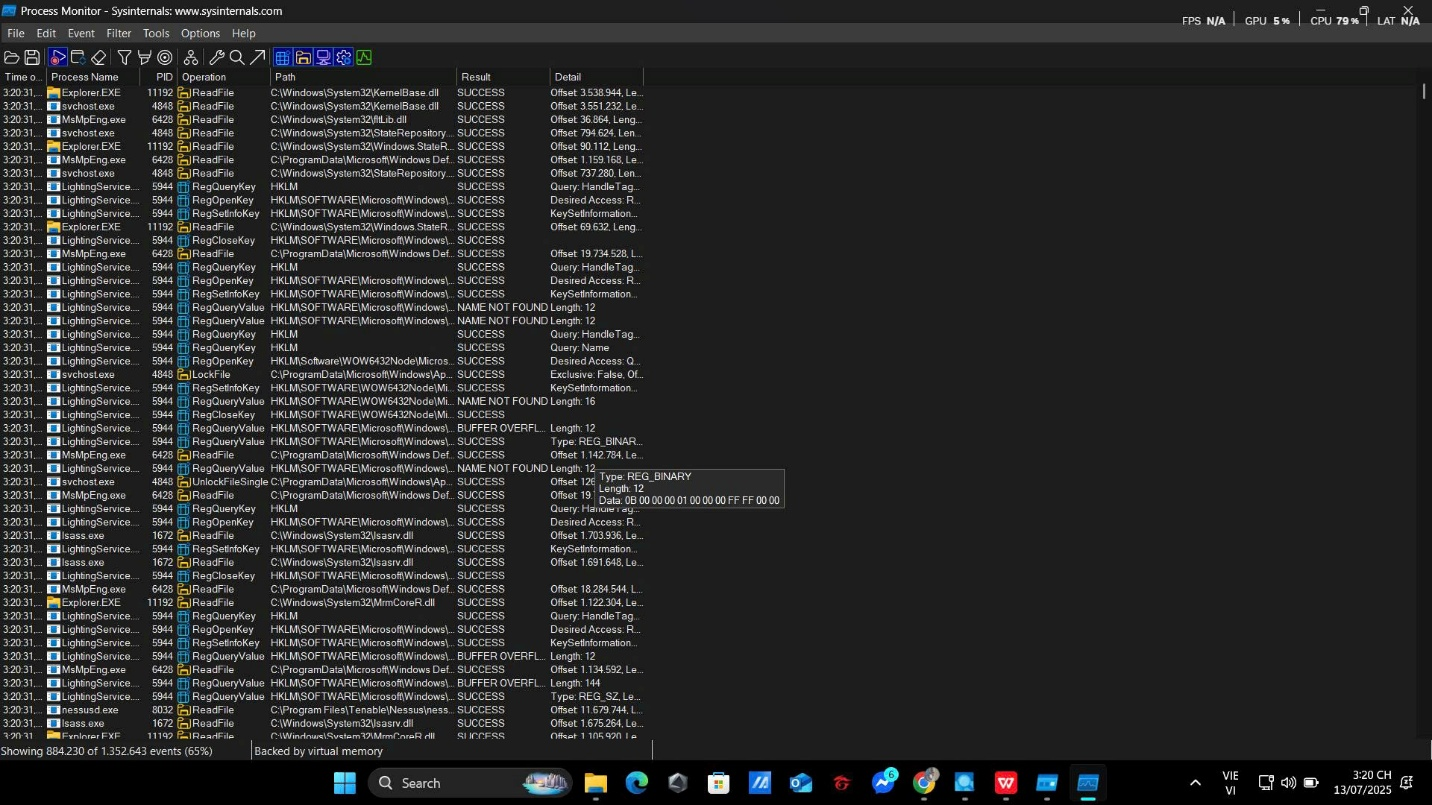 Process Monitor - Sysinternals: www.sysinternals.com
FPS N/A GPU 5 % CPU 79 % LAT N/A
File Edit Event Filter Tools Options Help
Time o... Process Name PID Operation Path Result Detail
3:20:31,... Explorer.EXE 11192 ReadFile C:\Windows\System32\KernelBase.dll SUCCESS Offset: 3.538.944, Le...
3:20:31,... svchost.exe 4848 ReadFile C:\Windows\System32\KernelBase.dll SUCCESS Offset: 3.551.232, Le...
3:20:31,... MsMpEng.exe 6428 ReadFile C:\Windows\System32\fltLib.dll SUCCESS Offset: 36.864, Leng...
3:20:31,... svchost.exe 4848 ReadFile C:\Windows\System32\StateRepository... SUCCESS Offset: 794.624, Len...
3:20:31,... Explorer.EXE 11192 ReadFile C:\Windows\System32\Windows.StateR... SUCCESS Offset: 90.112, Leng...
3:20:31,... MsMpEng.exe 6428 ReadFile C:\ProgramData\Microsoft\Windows Def... SUCCESS Offset: 1.159.168, Le...
3:20:31,... svchost.exe 4848 ReadFile C:\Windows\System32\StateRepository... SUCCESS Offset: 737.280, Len...
3:20:31,... LightingService.... 5944 RegQueryKey HKLM SUCCESS Query: HandleTag...
3:20:31,... LightingService.... 5944 RegOpenKey HKLM\SOFTWARE\Microsoft\Windows\... SUCCESS Desired Access: R...
3:20:31,... LightingService.... 5944 RegSetInfoKey HKLM\SOFTWARE\Microsoft\Windows\... SUCCESS KeySetInformation...
3:20:31,... Explorer.EXE 11192 ReadFile C:\Windows\System32\Windows.StateR... SUCCESS Offset: 69.632, Leng...
3:20:31,... LightingService.... 5944 RegCloseKey HKLM\SOFTWARE\Microsoft\Windows\... SUCCESS
3:20:31,... MsMpEng.exe 6428 ReadFile C:\ProgramData\Microsoft\Windows Def... SUCCESS Offset: 19.734.528, L...
3:20:31,... LightingService.... 5944 RegQueryKey HKLM SUCCESS Query: HandleTag...
3:20:31,... LightingService.... 5944 RegOpenKey HKLM\SOFTWARE\Microsoft\Windows\... SUCCESS Desired Access: R...
3:20:31,... LightingService.... 5944 RegSetInfoKey HKLM\SOFTWARE\Microsoft\Windows\... SUCCESS KeySetInformation...
3:20:31,... LightingService.... 5944 RegQueryValue HKLM\SOFTWARE\Microsoft\Windows\... NAME NOT FOUND Length: 12
3:20:31,... LightingService.... 5944 RegQueryValue HKLM\SOFTWARE\Microsoft\Windows\... NAME NOT FOUND Length: 12
3:20:31,... LightingService.... 5944 RegQueryKey HKLM SUCCESS Query: HandleTag...
3:20:31,... LightingService.... 5944 RegQueryKey HKLM SUCCESS Query: Name
3:20:31,... LightingService.... 5944 RegOpenKey HKLM\Software\WOW6432Node\Micros... SUCCESS Desired Access: Q...
3:20:31,... svchost.exe 4848 LockFile C:\ProgramData\Microsoft\Windows\Ap... SUCCESS Exclusive: False, Of...
3:20:31,... LightingService.... 5944 RegSetInfoKey HKLM\SOFTWARE\WOW6432Node\Mi... SUCCESS KeySetInformation...
3:20:31,... LightingService.... 5944 RegQueryValue HKLM\SOFTWARE\WOW6432Node\Mi... NAME NOT FOUND Length: 16
3:20:31,... LightingService.... 5944 RegCloseKey HKLM\SOFTWARE\WOW6432Node\Mi... SUCCESS
3:20:31,... LightingService.... 5944 RegQueryValue HKLM\SOFTWARE\Microsoft\Windows\... BUFFER OVERFL... Length: 12
3:20:31,... LightingService.... 5944 RegQueryValue HKLM\SOFTWARE\Microsoft\Windows\... SUCCESS Type: REG_BINAR...
3:20:31,... MsMpEng.exe 6428 ReadFile C:\ProgramData\Microsoft\Windows Def... SUCCESS Offset: 1.142.784, Le...
3:20:31,... LightingService.... 5944 RegQueryValue HKLM\SOFTWARE\Microsoft\Windows\... NAME NOT FOUND Length: 12
Type: REG_BINARY
3:20:31,... svchost.exe 4848 UnlockFileSingle C:\ProgramData\Microsoft\Windows\Ap... SUCCESS Offset: 126
Length: 12
3:20:31,... MsMpEng.exe 6428 ReadFile C:\ProgramData\Microsoft\Windows Def... SUCCESS Offset: 19.
Data: 0B 00 00 00 01 00 00 00 FF FF 00 00
3:20:31,... LightingService.... 5944 RegQueryKey HKLM SUCCESS Query: HandleTag...
3:20:31,... LightingService.... 5944 RegOpenKey HKLM\SOFTWARE\Microsoft\Windows\... SUCCESS Desired Access: R...
3:20:31,... lsass.exe 1672 ReadFile C:\Windows\System32\lsasrv.dll SUCCESS Offset: 1.703.936, Le...
3:20:31,... LightingService.... 5944 RegSetInfoKey HKLM\SOFTWARE\Microsoft\Windows\... SUCCESS KeySetInformation...
3:20:31,... lsass.exe 1672 ReadFile C:\Windows\System32\lsasrv.dll SUCCESS Offset: 1.691.648, Le...
3:20:31,... LightingService.... 5944 RegCloseKey HKLM\SOFTWARE\Microsoft\Windows\... SUCCESS
3:20:31,... MsMpEng.exe 6428 ReadFile C:\ProgramData\Microsoft\Windows Def... SUCCESS Offset: 18.284.544, L...
3:20:31,... Explorer.EXE 11192 ReadFile C:\Windows\System32\MrmCoreR.dll SUCCESS Offset: 1.122.304, Le...
3:20:31,... LightingService.... 5944 RegQueryKey HKLM SUCCESS Query: HandleTag...
3:20:31,... LightingService.... 5944 RegOpenKey HKLM\SOFTWARE\Microsoft\Windows\... SUCCESS Desired Access: R...
3:20:31,... LightingService.... 5944 RegSetInfoKey HKLM\SOFTWARE\Microsoft\Windows\... SUCCESS KeySetInformation...
3:20:31,... LightingService.... 5944 RegQueryValue HKLM\SOFTWARE\Microsoft\Windows\... BUFFER OVERFL... Length: 12
3:20:31,... MsMpEng.exe 6428 ReadFile C:\ProgramData\Microsoft\Windows Def... SUCCESS Offset: 1.134.592, Le...
3:20:31,... LightingService.... 5944 RegQueryValue HKLM\SOFTWARE\Microsoft\Windows\... BUFFER OVERFL... Length: 144
3:20:31,... LightingService.... 5944 RegQueryValue HKLM\SOFTWARE\Microsoft\Windows\... SUCCESS Type: REG_SZ, Le...
3:20:31,... nessusd.exe 8032 ReadFile C:\Program Files\Tenable\Nessus\ness... SUCCESS Offset: 11.679.744, L...
3:20:31,... lsass.exe 1672 ReadFile C:\Windows\System32\lsasrv.dll SUCCESS Offset: 1.675.264, Le...
3:20:31,... Explorer.EXE 11192 ReadFile C:\Windows\System32\MrmCoreR.dll SUCCESS Offset: 1.105.920, Le...
Showing 884.230 of 1.352.643 events (65%) Backed by virtual memory
Search
6
VIE
VI
3:20 CH
13/07/2025